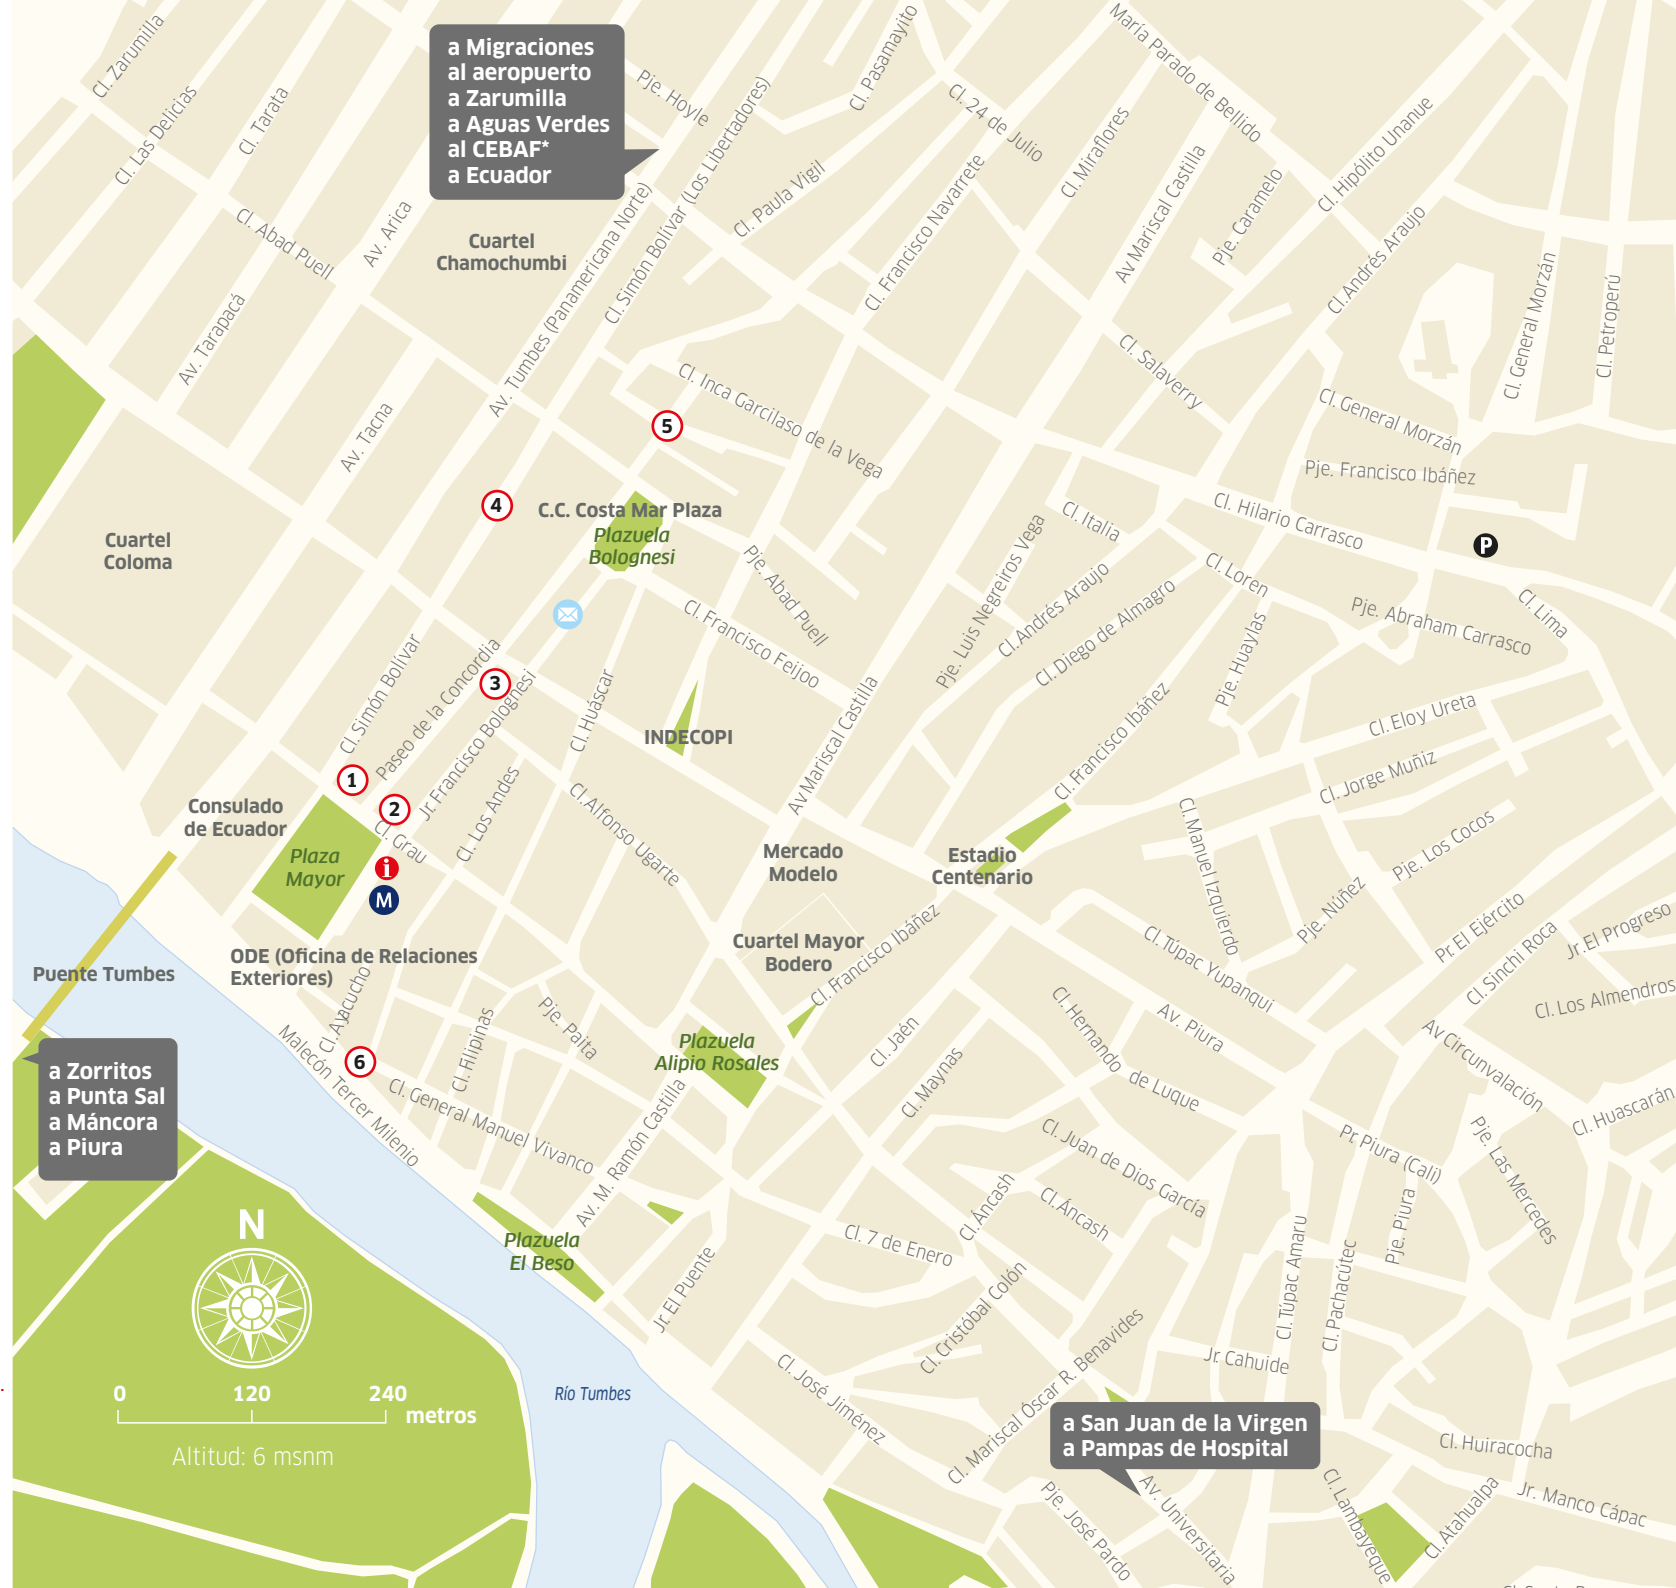 Cl. Zarumilla
Cl. Las Delicias
Cl. Tarata
a Migraciones
al aeropuerto
a Zarumilla
a Aguas Verdes
al CEBAF*
a Ecuador
Pje. Hoyle
Cl. Pasamayito
María Parado de Bellido
Cl. 24 de Julio
Cl. Miraflores
Cl. Hipólito Unanue
Cl. Abad Puell
Av. Arica
Cuartel
Chamochumbi
Av. Tumbes (Panamericana Norte)
Cl. Simón Bolívar (Los Libertadores)
Cl. Paula Vigil
Cl. Francisco Navarrete
Av Mariscal Castilla
Pje. Caramelo
Cl. Andrés Araujo
Cl. General Morzán
Cl. Petroperú
Av. Tarapacá
Av. Tacna
Cl. Salaverry
Cl. Inca Garcilaso de la Vega
Cl. General Morzán
Pje. Francisco Ibáñez
5
4
C.C. Costa Mar Plaza
Plazuela
Bolognesi
Cuartel
Coloma
Cl. Italia
Cl. Hilario Carrasco
P
Pje. Luis Negreiros Vega
Pje. Abad Puell
Cl. Loren
Cl. Andrés Araujo
Cl. Diego de Almagro
Cl. Lima
Pje. Abraham Carrasco
Pje. Huaylas
Cl. Francisco Feijoo
Cl. Simón Bolívar
Paseo de la Concordia
3
Jr. Francisco Bolognesi
Cl. Huáscar
INDECOPI
Av Mariscal Castilla
Cl. Francisco Ibáñez
Cl. Eloy Ureta
Cl. Jorge Muñiz
1
2
Cl. Grau
Cl. Los Andes
Cl. Alfonso Ugarte
Consulado
de Ecuador
Plaza
Mayor
i
M
Mercado
Modelo
Estadio
Centenario
Cl. Manuel Izquierdo
Pje. Los Cocos
Pje. Núñez
Pr. El Ejército
Jr. El Progreso
Cl. Sinchi Roca
Cl. Los Almendros
ODE (Oficina de Relaciones
Exteriores)
Puente Tumbes
Cuartel Mayor
Bodero
Cl. Francisco Ibáñez
Cl. Túpac Yupanqui
Av. Piura
Cl. Hernando de Luque
Av Circunvalación
Cl. Huascarán
Cl. Ayacucho
Malecón Tercer Milenio
6
Cl. Filipinas
Pje. Paita
Plazuela
Alipio Rosales
Cl. Jaén
Cl. Maynas
Cl. General Manuel Vivanco
Av. M. Ramón Castilla
a Zorritos
a Punta Sal
a Máncora
a Piura
Cl. Juan de Dios García
Pr. Piura (Cali)
Pje. Las Mercedes
Pje. Piura
Cl. Áncash
Cl. Áncash
Cl. 7 de Enero
Plazuela
El Beso
Jr. El Puente
Cl. Cristóbal Colón
Cl. Túpac Amaru
Cl. Pachacútec
N
0
120
240
metros
Altitud: 6 msnm
Río Tumbes
Cl. José Jiménez
Cl. Mariscal Óscar R. Benavides
Jr. Cahuide
a San Juan de la Virgen
a Pampas de Hospital
Cl. Huiracocha
Jr. Manco Cápac
Cl. Atahualpa
Cl. Lambayeque
Av. Universitaria
Pje. José Pardo